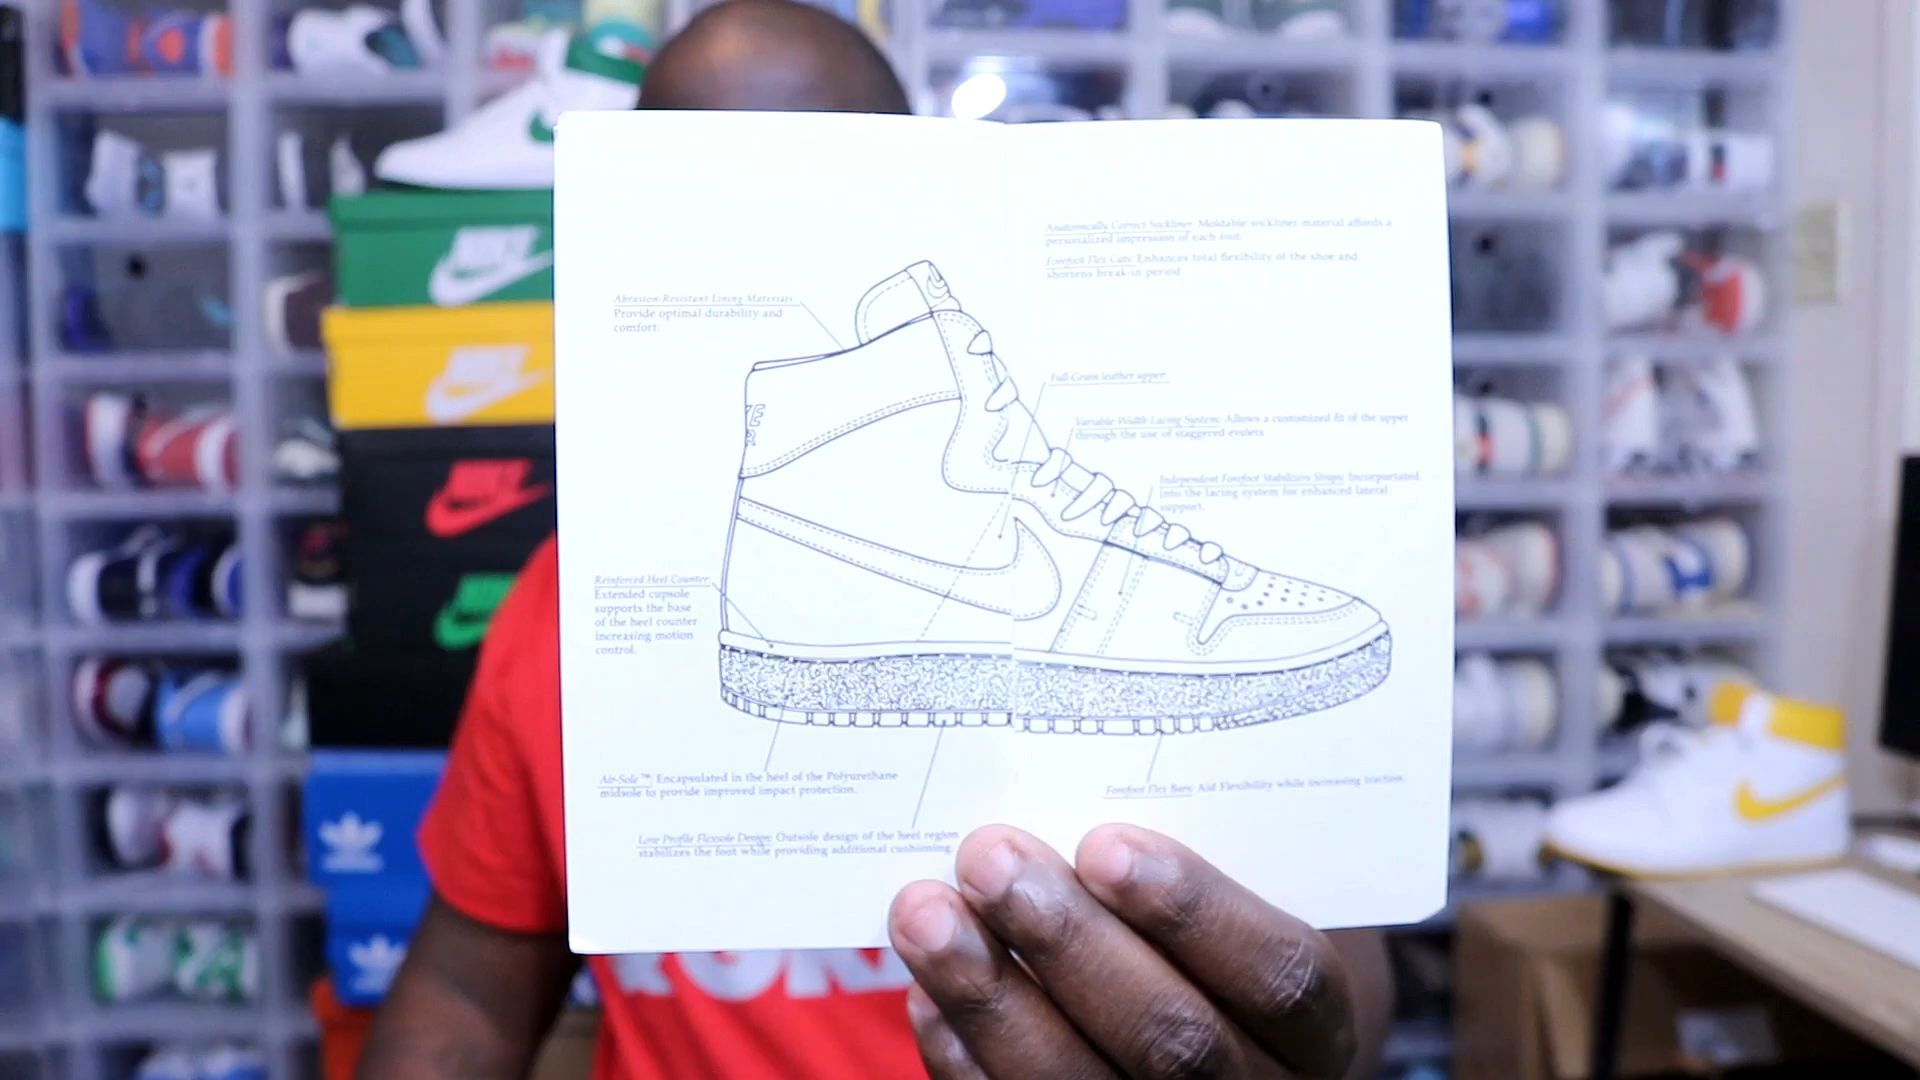 NIKE
NIKE
NIKE
Anatomically Correct Sockliner: Moldable sockliner material affords a
personalized impression of each foot.
Forefoot Flex Cuts: Enhances total flexibility of the shoe and
shortens break-in period
Abrasion-Resistant Lining Materials:
Provide optimal durability and
comfort:
Full-Grain leather upper:
Variable Width Lacing System: Allows a customized fit of the upper
through the use of staggered eyelets
Independent Forefoot Stabilizers Straps: Incorportated
into the lacing system for enhanced lateral
support.
Reinforced Heel Counter:
Extended cupsole
supports the base
of the heel counter
increasing motion
control.
Air-Sole™: Encapsulated in the heel of the Polyurethane
midsole to provide improved impact protection.
Forefoot Flex Bars: Aid Flexibility while increasing traction.
Low Profile Flexsole Design: Outsole design of the heel region
stabilizes the foot while providing additional cushioning.